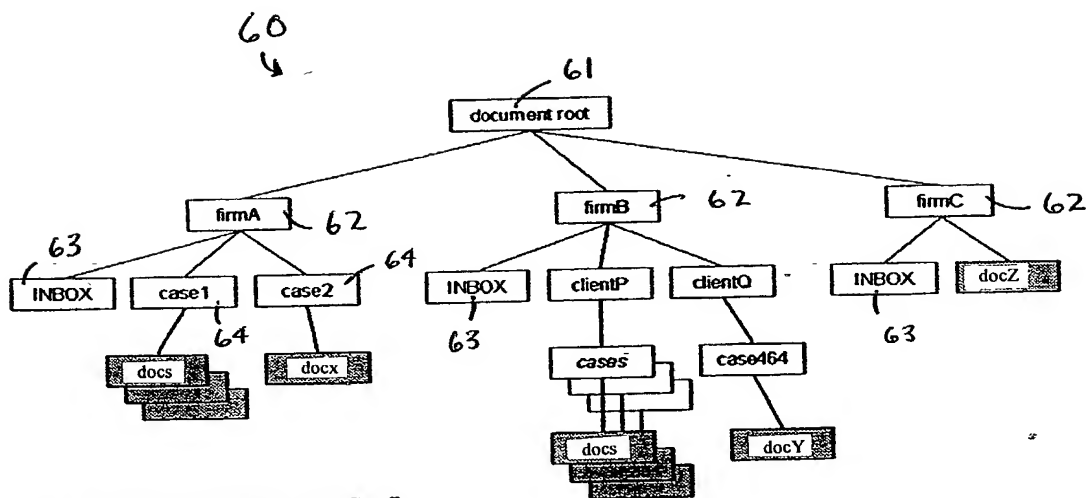 60
61
document root
firmA 62
firmB 62
firmC 62
63 64
INBOX case1 case2
INBOX clientP clientQ
INBOX docZ
64 63 63
docs docx
cases case464
docs docY